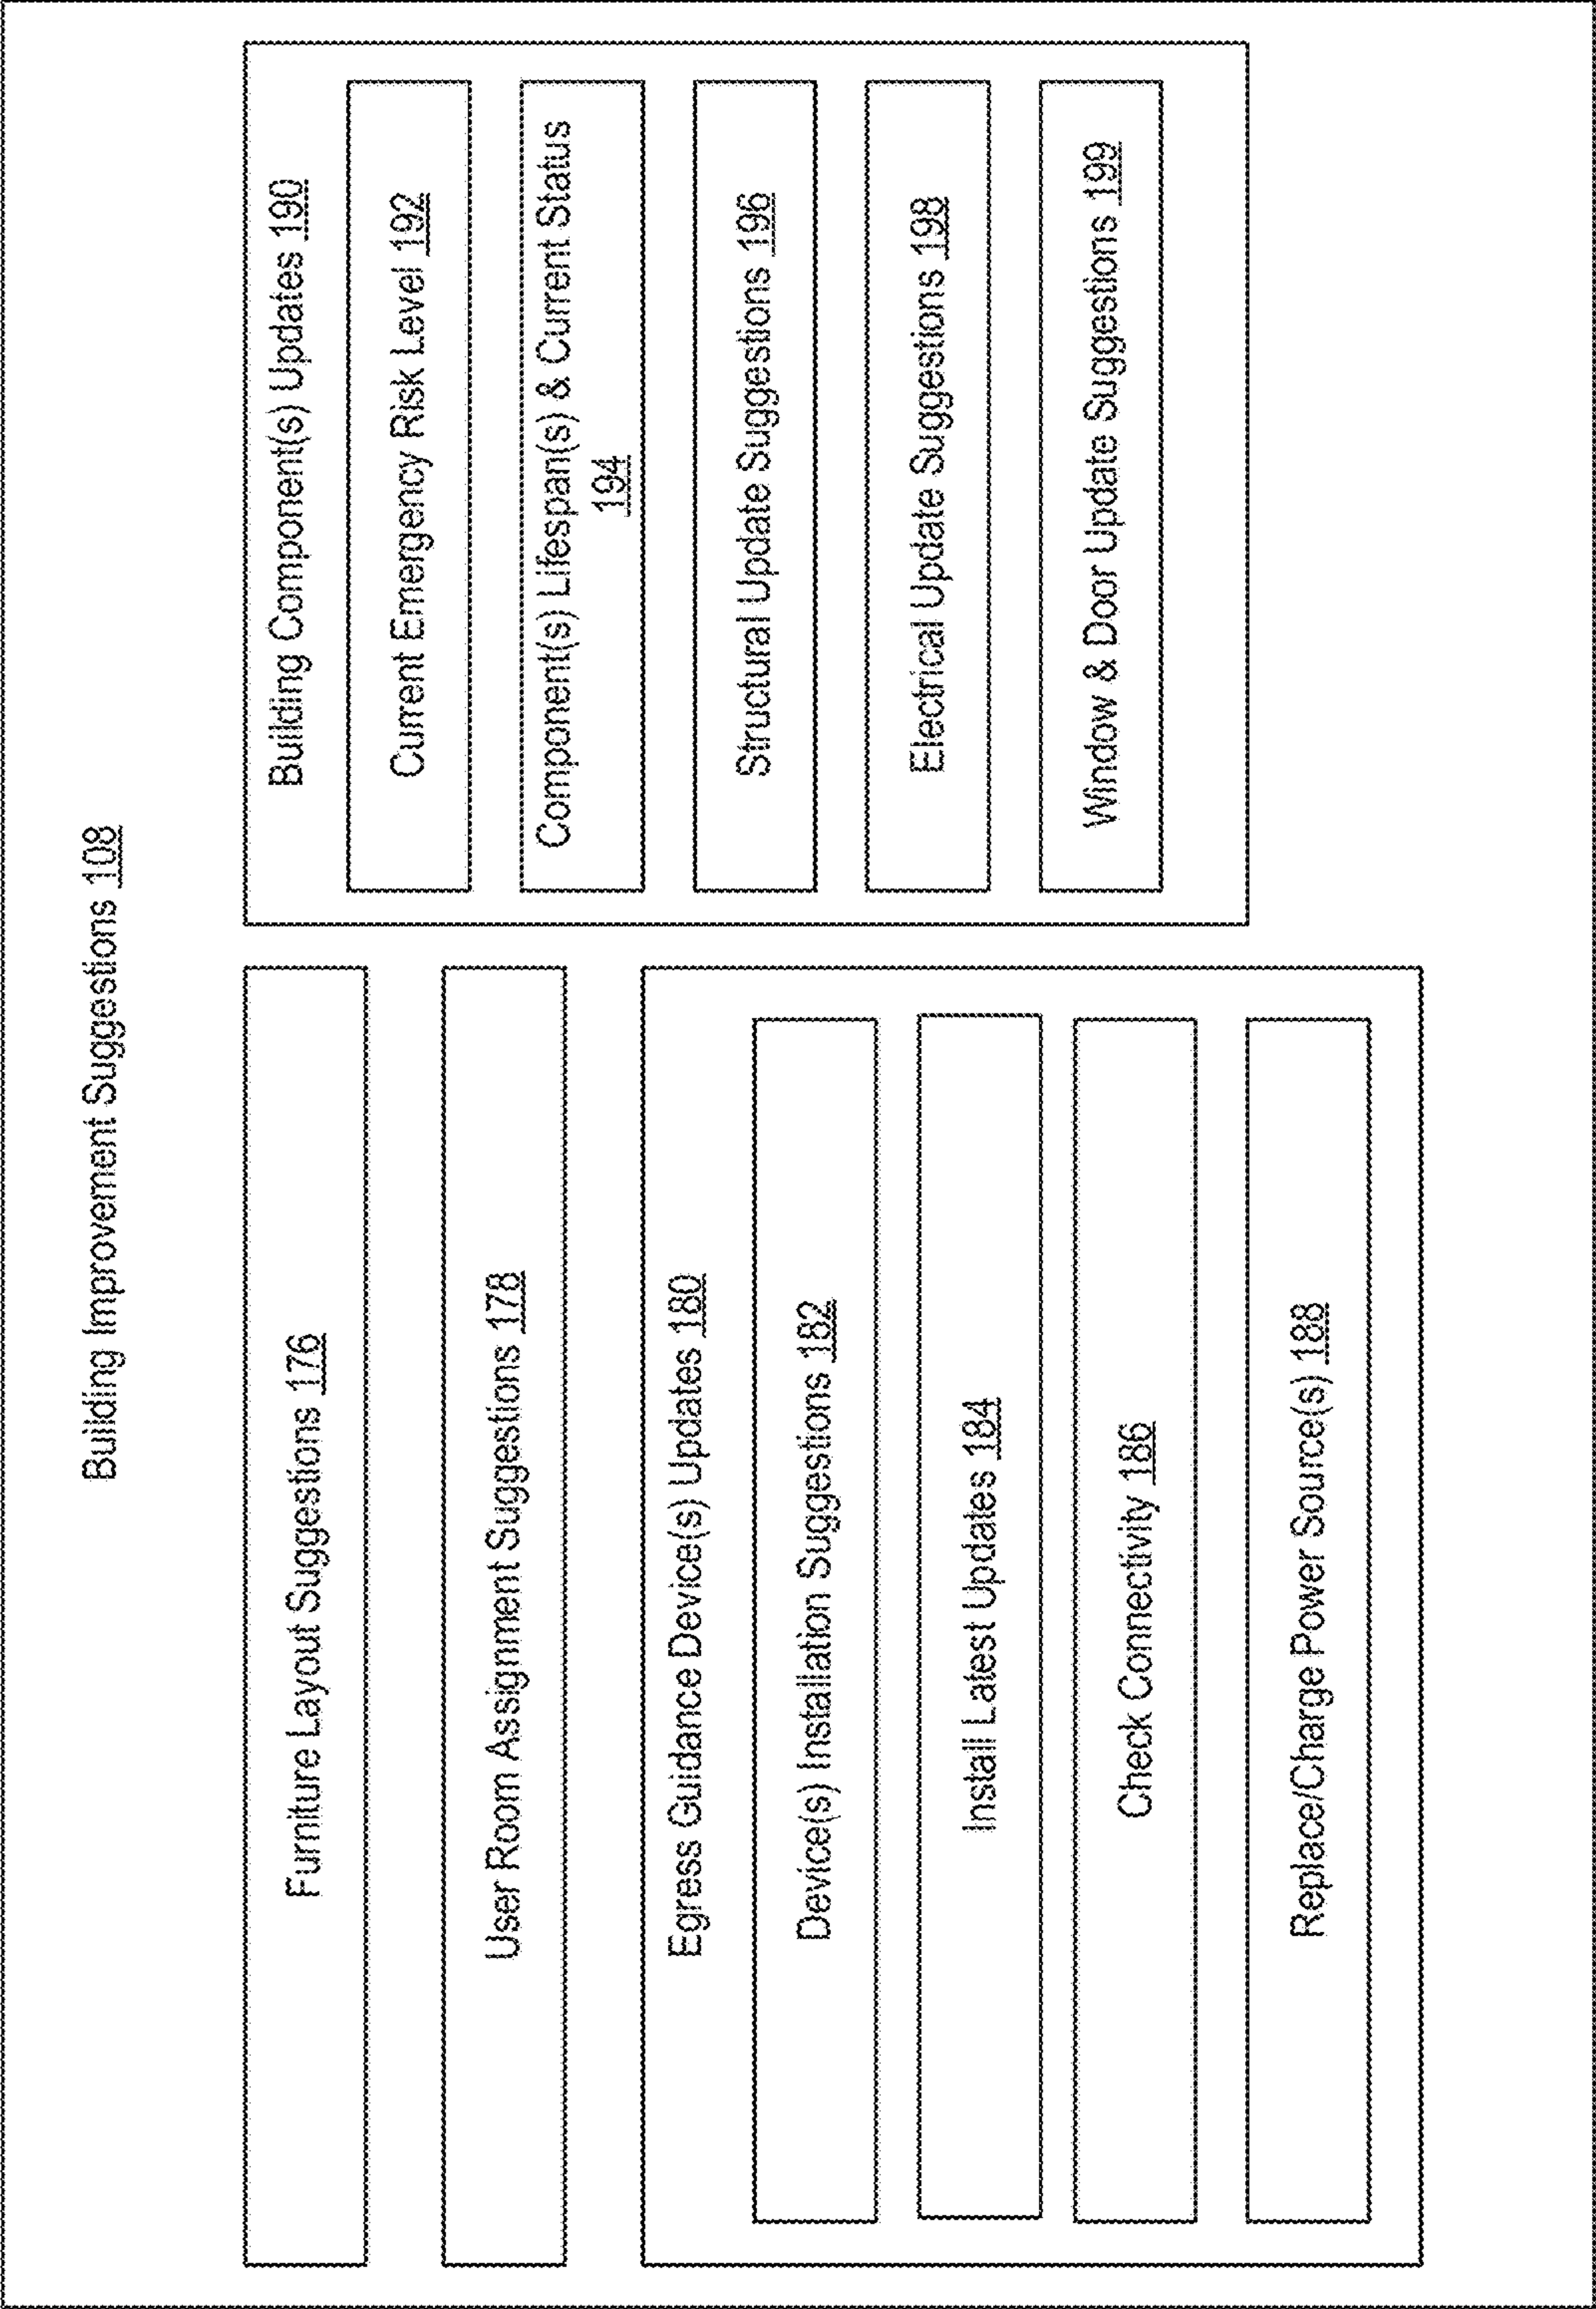 Building Improvement Suggestions 108
Furniture Layout Suggestions 176
User Room Assignment Suggestions 178
Egress Guidance Device(s) Updates 180
Device(s) Installation Suggestions 182
Install Latest Updates 184
Check Connectivity 186
Replace/Charge Power Source(s) 188
Building Component(s) Updates 190
Current Emergency Risk Level 192
Component(s) Lifespan(s) & Current Status
194
Structural Update Suggestions 196
Electrical Update Suggestions 198
Window & Door Update Suggestions 199